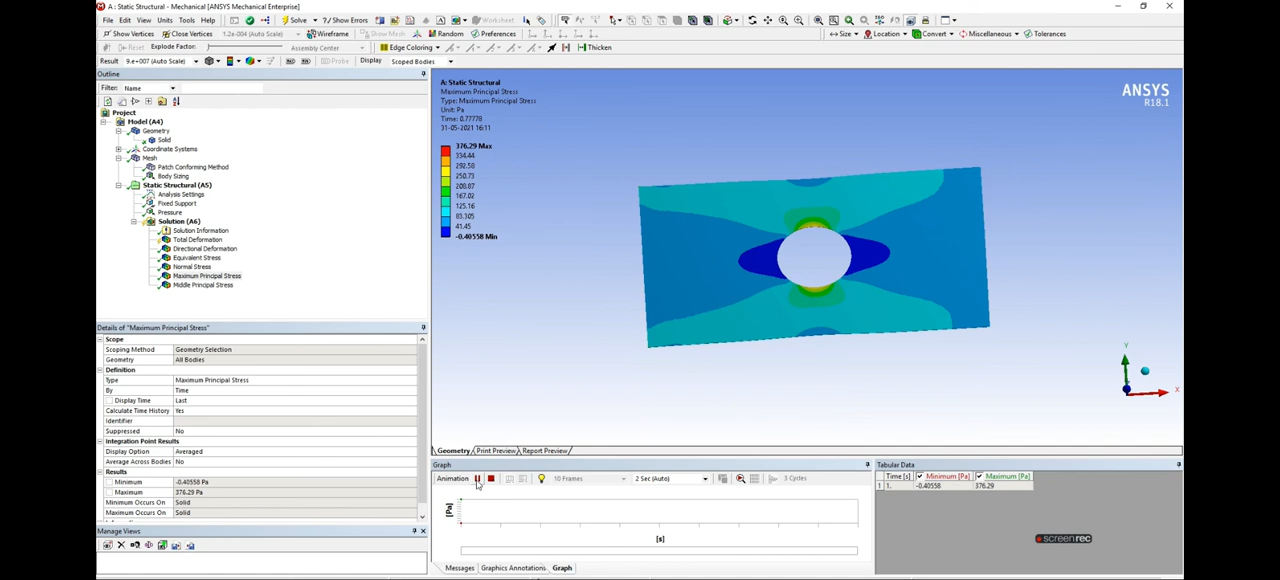 A : Static Structural - Mechanical [ANSYS Mechanical Enterprise]
File Edit View Units Tools Help Solve Show Errors Worksheet
Show Vertices Close Vertices 1.2e-004 (Auto Scale) Wireframe Show Mesh Random Preferences Size Location Convert Miscellaneous Tolerances
Reset Explode Factor: Assembly Center Edge Coloring Thicken
Result 9.e+007 (Auto Scale) Probe Display Scoped Bodies
Outline
Filter: Name
Project
Model (A4)
Geometry
Solid
Coordinate Systems
Mesh
Patch Conforming Method
Body Sizing
Static Structural (A5)
Analysis Settings
Fixed Support
Pressure
Solution (A6)
Solution Information
Total Deformation
Directional Deformation
Equivalent Stress
Normal Stress
Maximum Principal Stress
Middle Principal Stress
Details of "Maximum Principal Stress"
Scope
Scoping Method Geometry Selection
Geometry All Bodies
Definition
Type Maximum Principal Stress
By Time
Display Time Last
Calculate Time History Yes
Identifier
Suppressed No
Integration Point Results
Display Option Averaged
Average Across Bodies No
Results
Minimum -0.40558 Pa
Maximum 376.29 Pa
Minimum Occurs On Solid
Maximum Occurs On Solid
Manage Views
A: Static Structural
Maximum Principal Stress
Type: Maximum Principal Stress
Unit: Pa
Time: 0.77778
31-05-2021 16:11
376.29 Max
334.44
292.58
250.73
208.87
167.02
125.16
83.305
41.45
-0.40558 Min
ANSYS
R18.1
Y
X
Geometry Print Preview Report Preview
Graph
Animation 10 Frames 2 Sec (Auto) 3 Cycles
[Pa]
[s]
Messages Graphics Annotations Graph
Tabular Data
Time [s] Minimum [Pa] Maximum [Pa]
1 1. -0.40558 376.29
screenrec